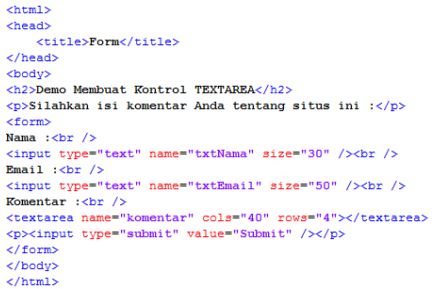 <html>
<head>
    <title>Form</title>
</head>
<body>
<h2>Demo Membuat Kontrol TEXTAREA</h2>
<p>Silahkan isi komentar Anda tentang situs ini :</p>
<form>
Nama :<br />
<input type="text" name="txtNama" size="30" /><br />
Email :<br />
<input type="text" name="txtEmail" size="50" /><br />
Komentar :<br />
<textarea name="komentar" cols="40" rows="4"></textarea>
<p><input type="submit" value="Submit" /></p>
</form>
</body>
</html>